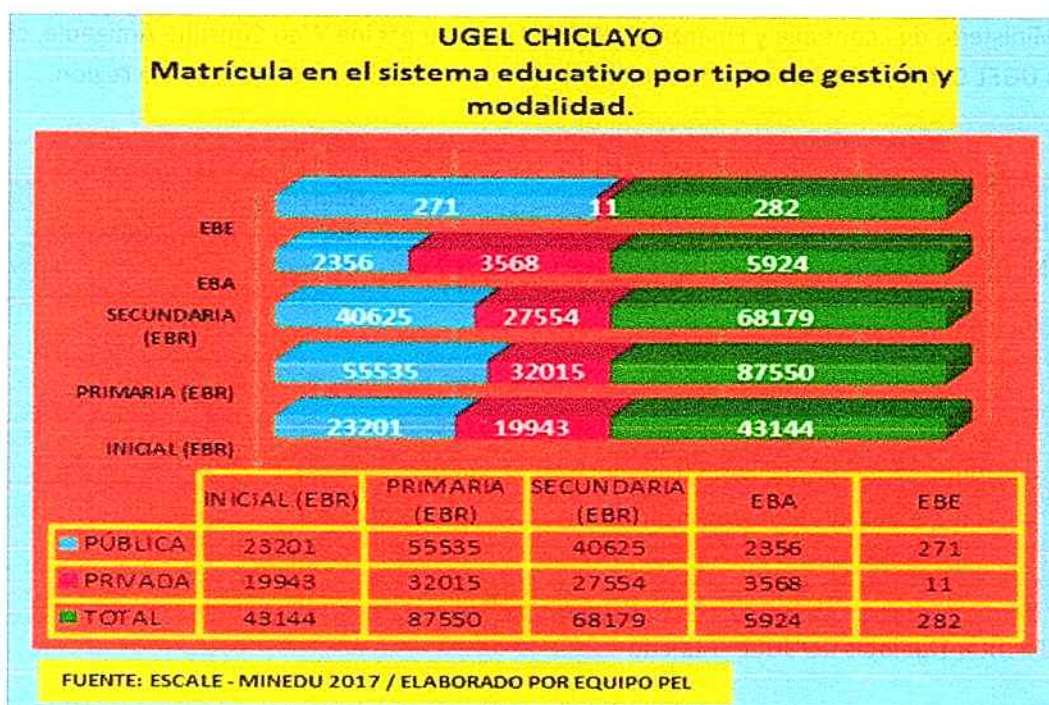 UGEL CHICLAYO
Matrícula en el sistema educativo por tipo de gestión y
modalidad.
271 11 282
EBE
2356 3568 5924
EBA
40625 27554 68179
SECUNDARIA
(EBR)
55535 32015 87550
PRIMARIA (EBR)
23201 19943 43144
INICIAL (EBR)
INICIAL (EBR) PRIMARIA (EBR) SECUNDARIA (EBR) EBA EBE
PÚBLICA 23201 55535 40625 2356 271
PRIVADA 19943 32015 27554 3568 11
TOTAL 43144 87550 68179 5924 282
FUENTE: ESCALE - MINEDU 2017 / ELABORADO POR EQUIPO PEL